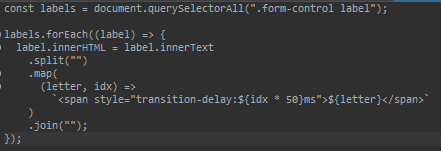 const labels = document.querySelectorAll(".form-control label");
labels.forEach((label) => {
  label.innerHTML = label.innerText
    .split("")
    .map(
      (letter, idx) =>
        `<span style="transition-delay:${idx * 50}ms">${letter}</span>`
    )
    .join("");
});